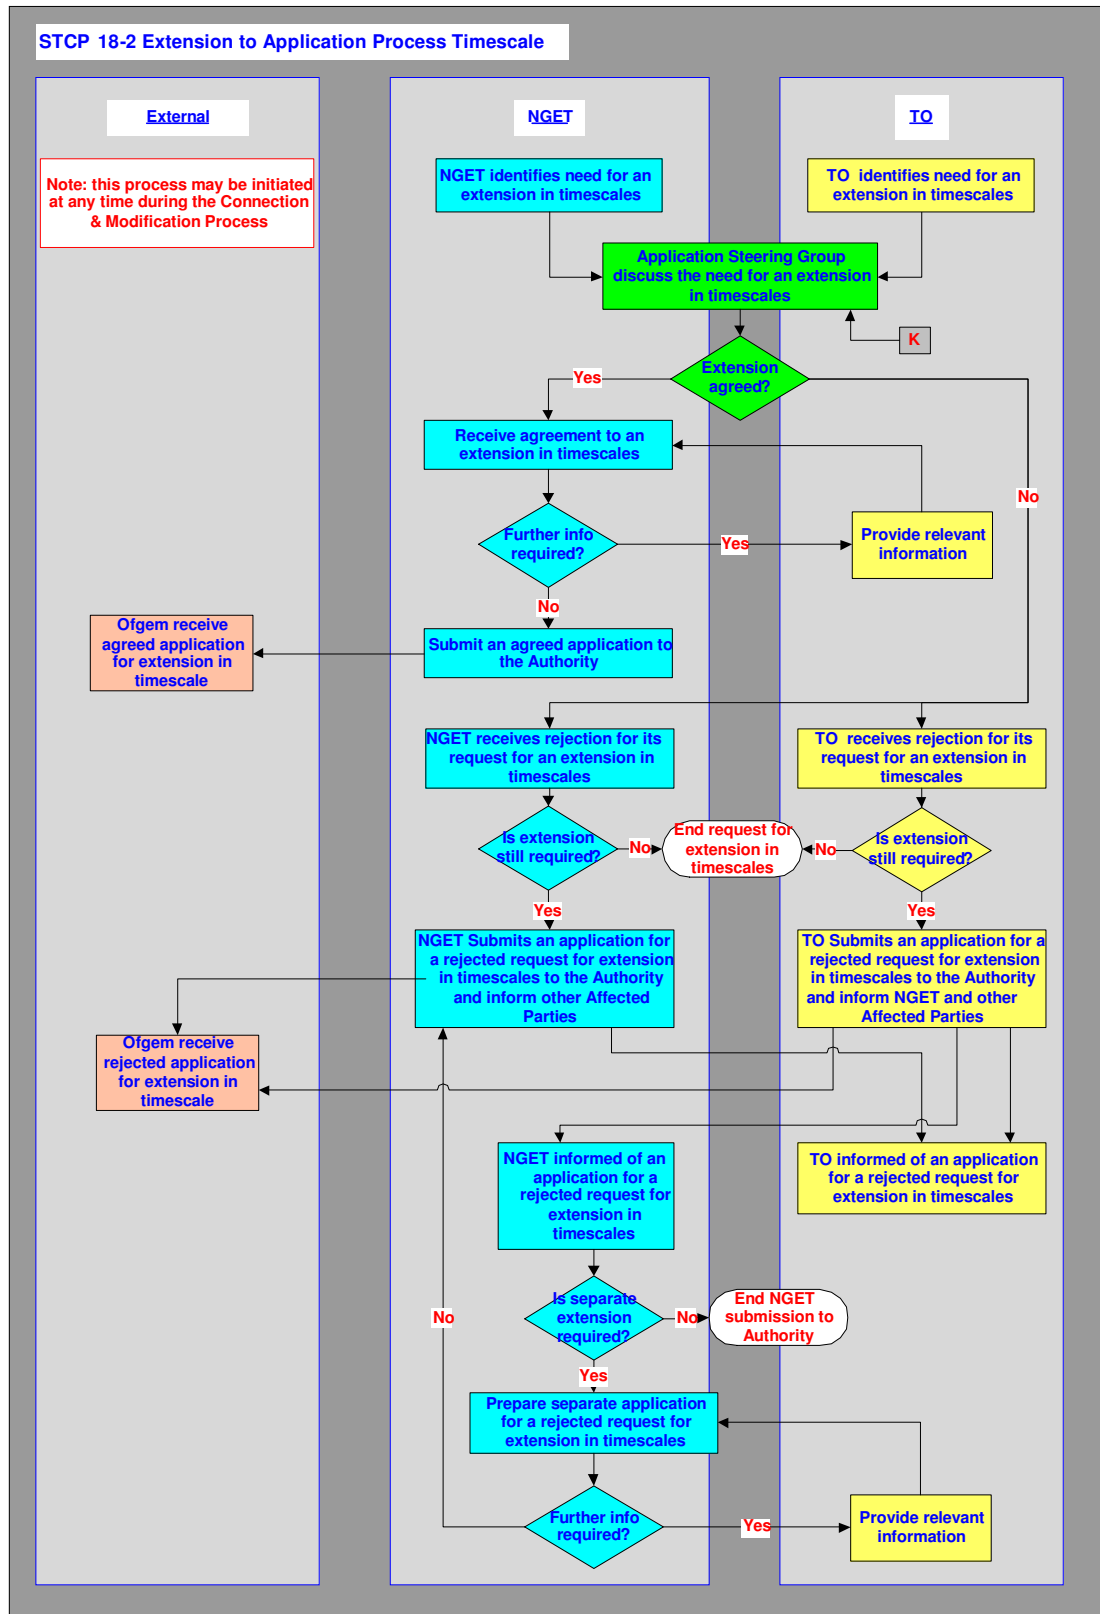 STCP 18-2 Extension to Application Process Timescale
External
NGET
TO
Note: this process may be initiated
at any time during the Connection
& Modification Process
NGET identifies need for an
extension in timescales
TO identifies need for an
extension in timescales
Application Steering Group
discuss the need for an extension
in timescales
K
Extension
agreed?
Yes
No
Receive agreement to an
extension in timescales
Further info
required?
Yes
Provide relevant
information
No
Submit an agreed application to
the Authority
Ofgem receive
agreed application
for extension in
timescale
NGET receives rejection for its
request for an extension in
timescales
TO receives rejection for its
request for an extension in
timescales
Is extension
still required?
No
End request for
extension in
timescales
No
Is extension
still required?
Yes
Yes
NGET Submits an application for
a rejected request for extension
in timescales to the Authority
and inform other Affected
Parties
TO Submits an application for a
rejected request for extension
in timescales to the Authority
and inform NGET and other
Affected Parties
Ofgem receive
rejected application
for extension in
timescale
NGET informed of an
application for a
rejected request for
extension in
timescales
TO informed of an application
for a rejected request for
extension in timescales
Is separate
extension
required?
No
End NGET
submission to
Authority
No
Yes
Prepare separate application
for a rejected request for
extension in timescales
Further info
required?
Yes
Provide relevant
information